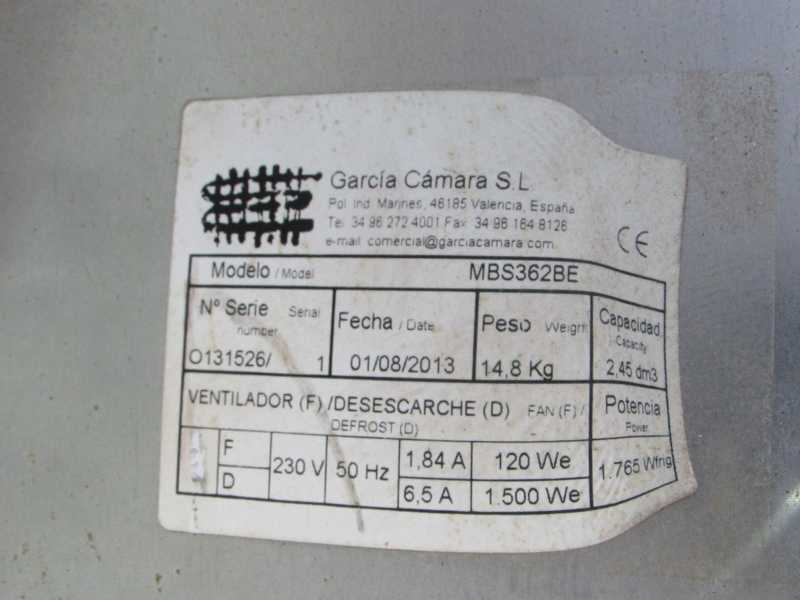 García Cámara S.L.
Pol. Ind. Marines, 46185 Valencia, España
Tel. 34 96 272 4001 Fax 34 96 164 8126
e-mail: comercial@garciacamara.com
CE
Modelo / Model MBS362BE
Nº Serie Serial number
O131526/ 1
Fecha / Date
01/08/2013
Peso Weight
14,8 Kg
Capacidad
Capacity
2,45 dm3
VENTILADOR (F) /DESESCARCHE (D) FAN (F) /
DEFROST (D)
Potencia
Power
1.765 Wfrig
F
D
230 V
50 Hz
1,84 A 120 We
6,5 A 1.500 We